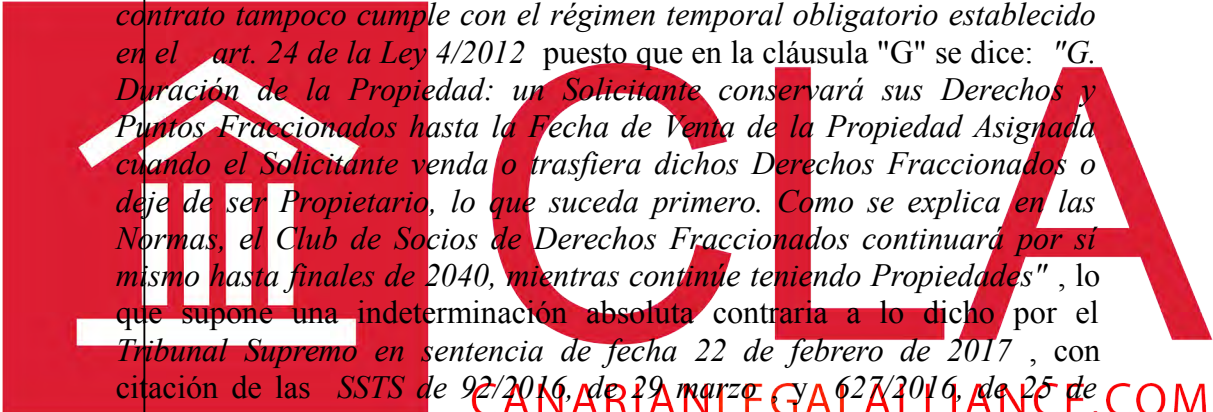 contrato tampoco cumple con el régimen temporal obligatorio establecido
en el art. 24 de la Ley 4/2012 puesto que en la cláusula "G" se dice: "G.
Duración de la Propiedad: un Solicitante conservará sus Derechos y
Puntos Fraccionados hasta la Fecha de Venta de la Propiedad Asignada
cuando el Solicitante venda o trasfiera dichos Derechos Fraccionados o
deje de ser Propietario, lo que suceda primero. Como se explica en las
Normas, el Club de Socios de Derechos Fraccionados continuará por sí
mismo hasta finales de 2040, mientras continúe teniendo Propiedades" , lo
que supone una indeterminación absoluta contraria a lo dicho por el
Tribunal Supremo en sentencia de fecha 22 de febrero de 2017 , con
citación de las SSTS de 92/2016, de 29 marzo , y 627/2016, de 25 de
CLA
CANARIANLEGALALLIANCE.COM